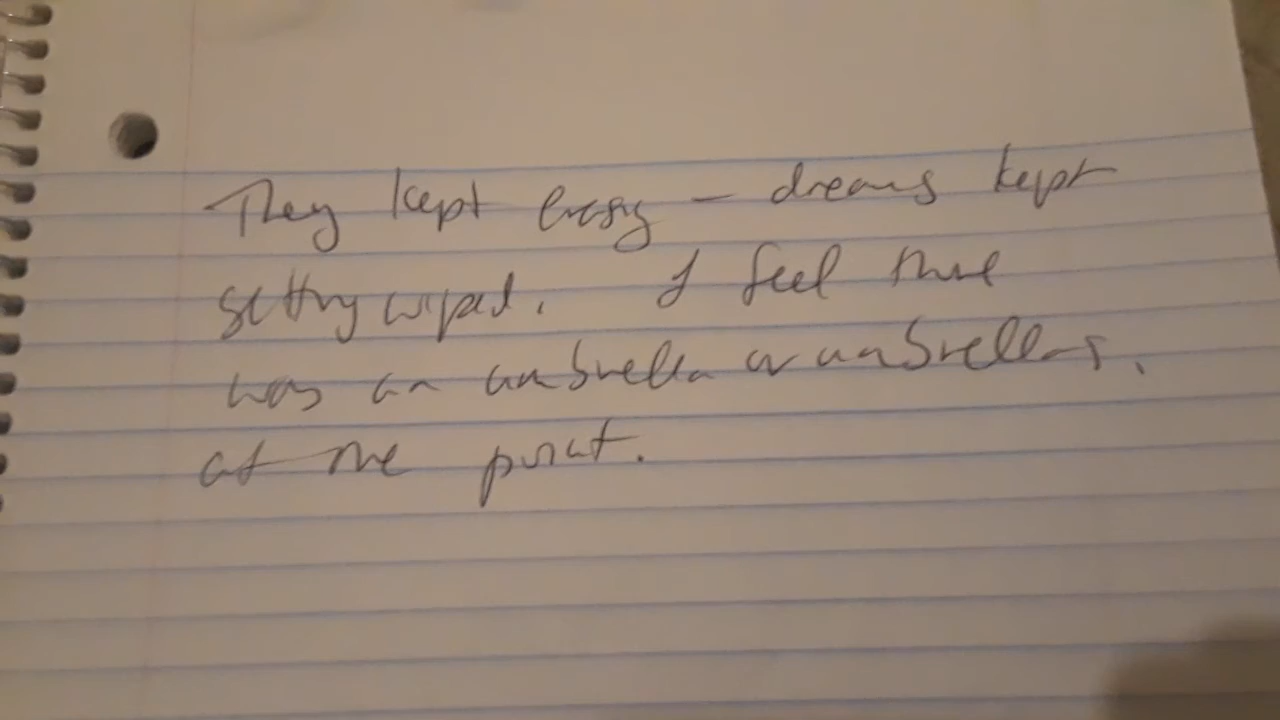 They kept erasing - dreams kept
getting wiped. I feel there
was an umbrella or umbrellas.
at one point.